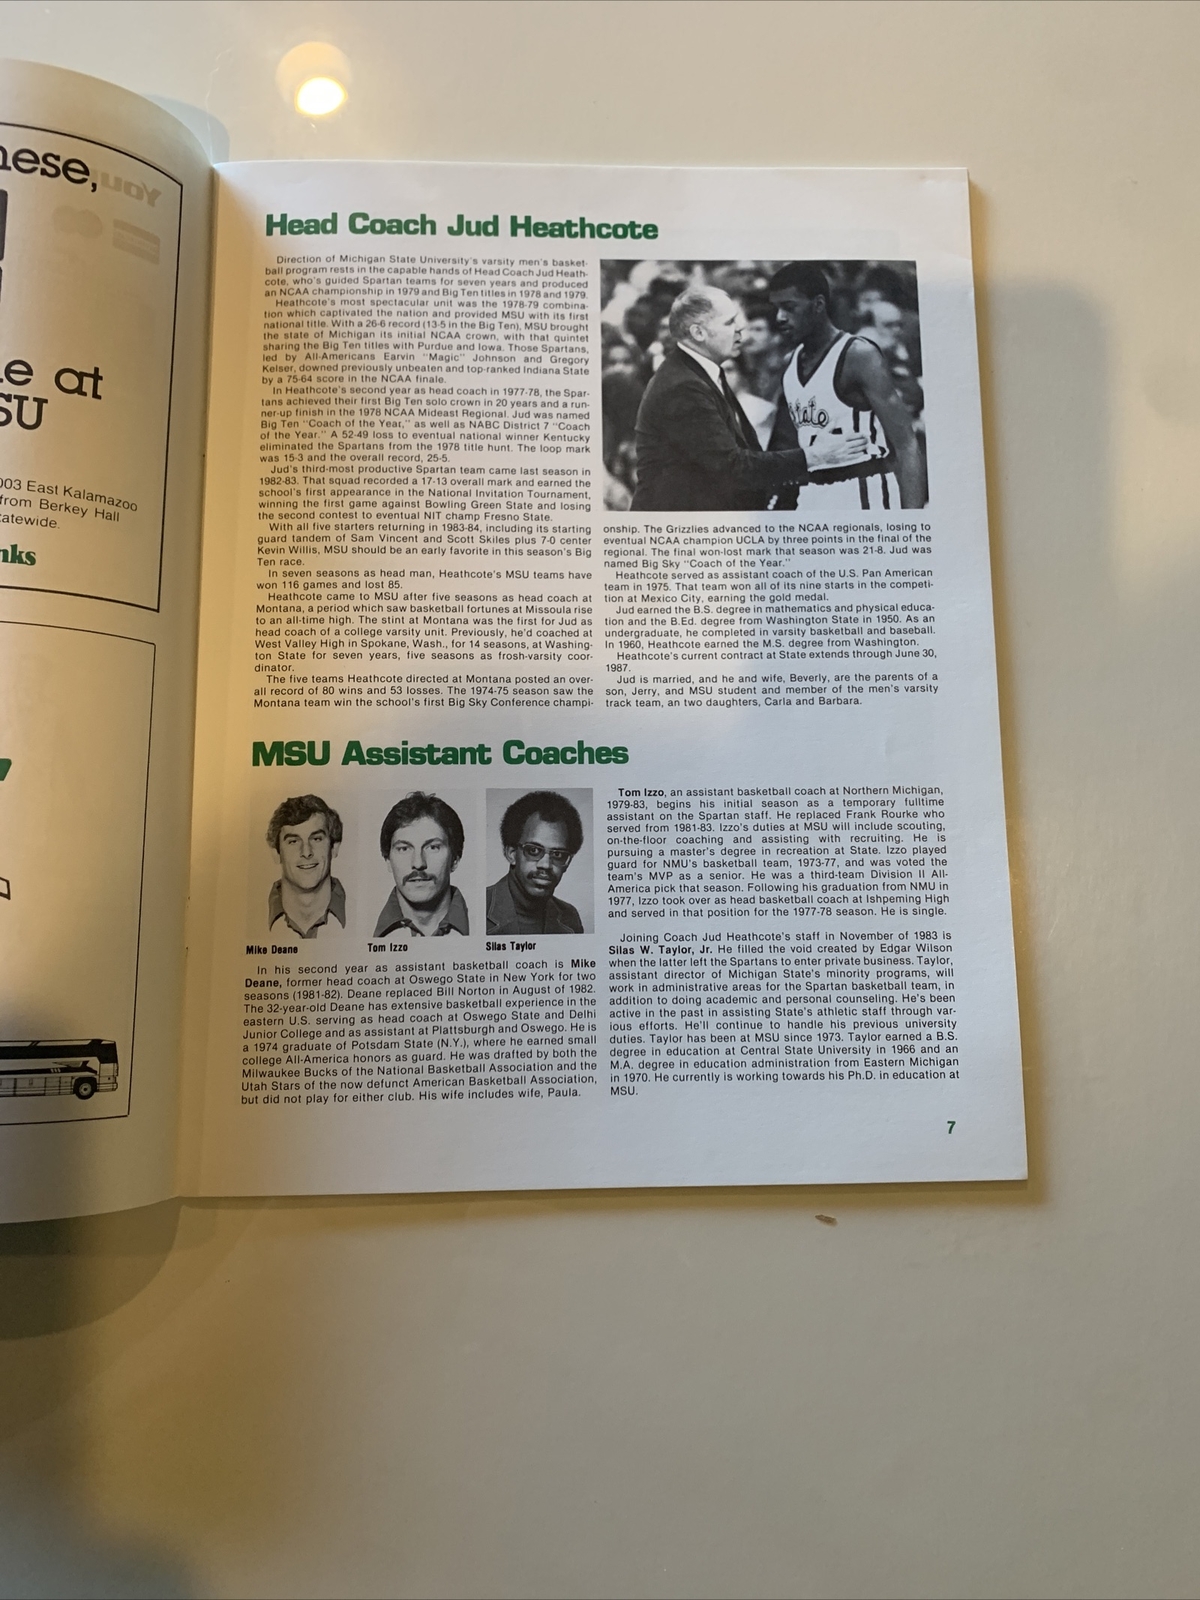 nese,
You
e at
SU
003 East Kalamazoo
from Berkey Hall
tatewide.
nks
Head Coach Jud Heathcote
Direction of Michigan State University's varsity men's basket-
ball program rests in the capable hands of Head Coach Jud Heath-
cote, who's guided Spartan teams for seven years and produced
an NCAA championship in 1979 and Big Ten titles in 1978 and 1979.
Heathcote's most spectacular unit was the 1978-79 combina-
tion which captivated the nation and provided MSU with its first
national title. With a 26-6 record (13-5 in the Big Ten), MSU brought
the state of Michigan its initial NCAA crown, with that quintet
sharing the Big Ten titles with Purdue and Iowa. Those Spartans,
led by All-Americans Earvin "Magic" Johnson and Gregory
Kelser, downed previously unbeaten and top-ranked Indiana State
by a 75-64 score in the NCAA finale.
In Heathcote's second year as head coach in 1977-78, the Spar-
tans achieved their first Big Ten solo crown in 20 years and a run-
ner-up finish in the 1978 NCAA Mideast Regional. Jud was named
Big Ten "Coach of the Year," as well as NABC District 7 "Coach
of the Year." A 52-49 loss to eventual national winner Kentucky
eliminated the Spartans from the 1978 title hunt. The loop mark
was 15-3 and the overall record, 25-5.
Jud's third-most productive Spartan team came last season in
1982-83. That squad recorded a 17-13 overall mark and earned the
school's first appearance in the National Invitation Tournament,
winning the first game against Bowling Green State and losing
the second contest to eventual NIT champ Fresno State.
With all five starters returning in 1983-84, including its starting
guard tandem of Sam Vincent and Scott Skiles plus 7-0 center
Kevin Willis, MSU should be an early favorite in this season's Big
Ten race.
In seven seasons as head man, Heathcote's MSU teams have
won 116 games and lost 85.
Heathcote came to MSU after five seasons as head coach at
Montana, a period which saw basketball fortunes at Missoula rise
to an all-time high. The stint at Montana was the first for Jud as
head coach of a college varsity unit. Previously, he'd coached at
West Valley High in Spokane, Wash., for 14 seasons, at Washing-
ton State for seven years, five seasons as frosh-varsity coor-
dinator.
The five teams Heathcote directed at Montana posted an over-
all record of 80 wins and 53 losses. The 1974-75 season saw the
Montana team win the school's first Big Sky Conference champi-
State
onship. The Grizzlies advanced to the NCAA regionals, losing to
eventual NCAA champion UCLA by three points in the final of the
regional. The final won-lost mark that season was 21-8. Jud was
named Big Sky "Coach of the Year."
Heathcote served as assistant coach of the U.S. Pan American
team in 1975. That team won all of its nine starts in the competi-
tion at Mexico City, earning the gold medal.
Jud earned the B.S. degree in mathematics and physical educa-
tion and the B.Ed. degree from Washington State in 1950. As an
undergraduate, he completed in varsity basketball and baseball.
In 1960, Heathcote earned the M.S. degree from Washington.
Heathcote's current contract at State extends through June 30,
1987.
Jud is married, and he and wife, Beverly, are the parents of a
son, Jerry, and MSU student and member of the men's varsity
track team, an two daughters, Carla and Barbara.
MSU Assistant Coaches
Mike Deane
Tom Izzo
Silas Taylor
In his second year as assistant basketball coach is Mike
Deane, former head coach at Oswego State in New York for two
seasons (1981-82). Deane replaced Bill Norton in August of 1982.
The 32-year-old Deane has extensive basketball experience in the
eastern U.S. serving as head coach at Oswego State and Delhi
Junior College and as assistant at Plattsburgh and Oswego. He is
a 1974 graduate of Potsdam State (N.Y.), where he earned small
college All-America honors as guard. He was drafted by both the
Milwaukee Bucks of the National Basketball Association and the
Utah Stars of the now defunct American Basketball Association,
but did not play for either club. His wife includes wife, Paula.
Tom Izzo, an assistant basketball coach at Northern Michigan,
1979-83, begins his initial season as a temporary fulltime
assistant on the Spartan staff. He replaced Frank Rourke who
served from 1981-83. Izzo's duties at MSU will include scouting,
on-the-floor coaching and assisting with recruiting. He is
pursuing a master's degree in recreation at State. Izzo played
guard for NMU's basketball team, 1973-77, and was voted the
team's MVP as a senior. He was a third-team Division II All-
America pick that season. Following his graduation from NMU in
1977, Izzo took over as head basketball coach at Ishpeming High
and served in that position for the 1977-78 season. He is single.
Joining Coach Jud Heathcote's staff in November of 1983 is
Silas W. Taylor, Jr. He filled the void created by Edgar Wilson
when the latter left the Spartans to enter private business. Taylor,
assistant director of Michigan State's minority programs, will
work in administrative areas for the Spartan basketball team, in
addition to doing academic and personal counseling. He's been
active in the past in assisting State's athletic staff through var-
ious efforts. He'll continue to handle his previous university
duties. Taylor has been at MSU since 1973. Taylor earned a B.S.
degree in education at Central State University in 1966 and an
M.A. degree in education administration from Eastern Michigan
in 1970. He currently is working towards his Ph.D. in education at
MSU.
7